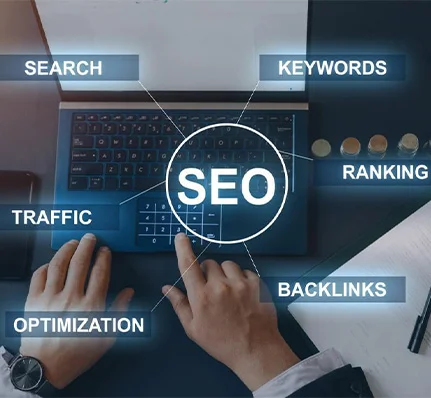 SEARCH
KEYWORDS
RANKING
SEO
TRAFFIC
BACKLINKS
OPTIMIZATION